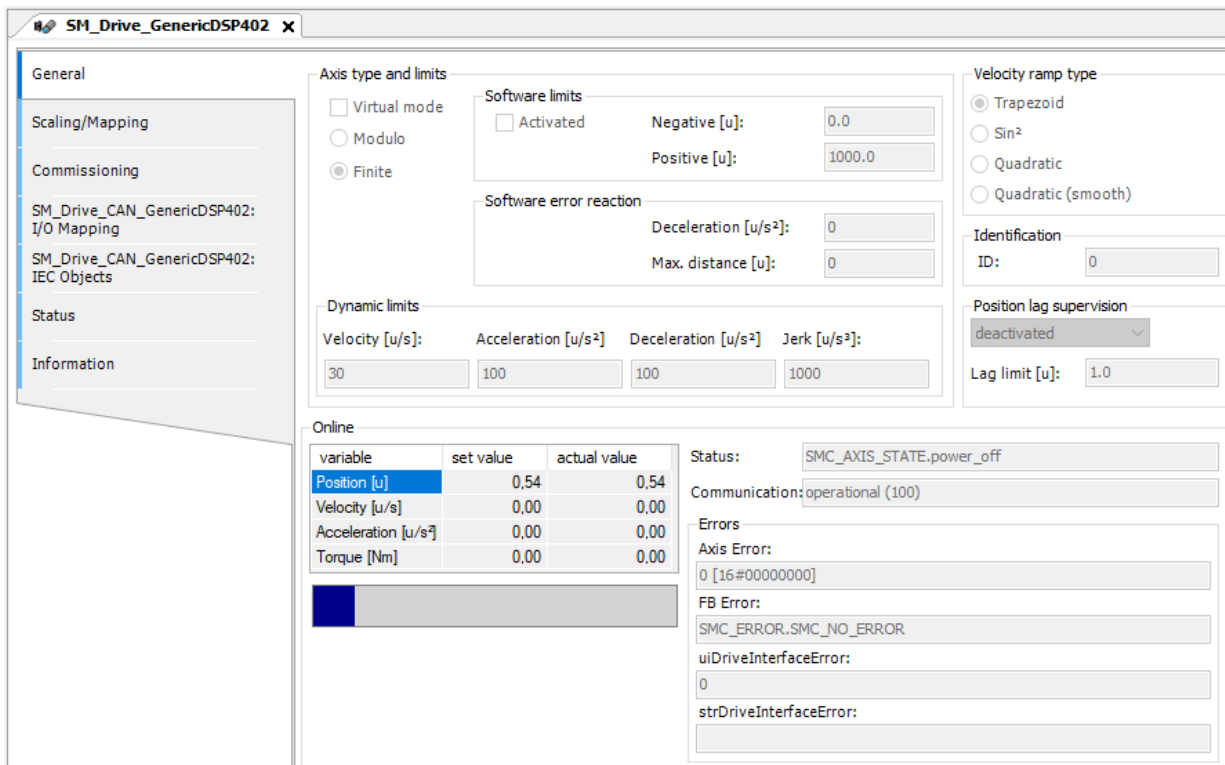 SM_Drive_GenericDSP402
General
Scaling/Mapping
Commissioning
SM_Drive_CAN_GenericDSP402:
I/O Mapping
SM_Drive_CAN_GenericDSP402:
IEC Objects
Status
Information
Axis type and limits
Virtual mode
Modulo
Finite
Software limits
Activated
Negative [u]: 0.0
Positive [u]: 1000.0
Software error reaction
Deceleration [u/s²]: 0
Max. distance [u]: 0
Dynamic limits
Velocity [u/s]: Acceleration [u/s²] Deceleration [u/s²] Jerk [u/s³]:
30 100 100 1000
Velocity ramp type
Trapezoid
Sin²
Quadratic
Quadratic (smooth)
Identification
ID: 0
Position lag supervision
deactivated
Lag limit [u]: 1.0
Online
variable set value actual value
Position [u] 0,54 0,54
Velocity [u/s] 0,00 0,00
Acceleration [u/s²] 0,00 0,00
Torque [Nm] 0,00 0,00
Status: SMC_AXIS_STATE.power_off
Communication: operational (100)
Errors
Axis Error:
0 [16#00000000]
FB Error:
SMC_ERROR.SMC_NO_ERROR
uiDriveInterfaceError:
0
strDriveInterfaceError: